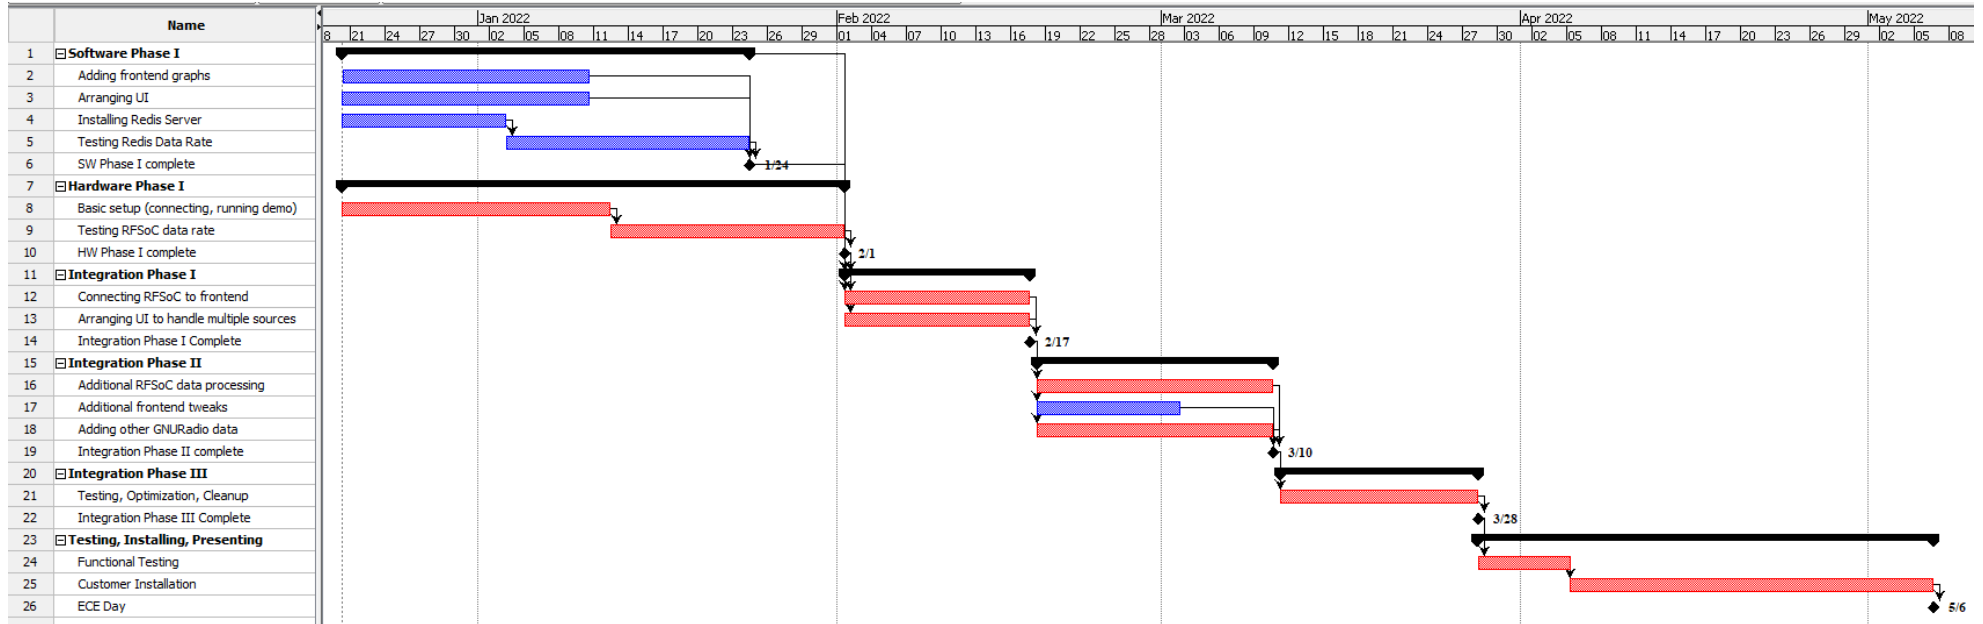 Name
Jan 2022 Feb 2022 Mar 2022 Apr 2022 May 2022
8 21 24 27 30 02 05 08 11 14 17 20 23 26 29 01 04 07 10 13 16 19 22 25 28 03 06 09 12 15 18 21 24 27 30 02 05 08 11 14 17 20 23 26 29 02 05 08
1 Software Phase I
2 Adding frontend graphs
3 Arranging UI
4 Installing Redis Server
5 Testing Redis Data Rate
6 SW Phase I complete 1/24
7 Hardware Phase I
8 Basic setup (connecting, running demo)
9 Testing RFSoC data rate
10 HW Phase I complete 2/1
11 Integration Phase I
12 Connecting RFSoC to frontend
13 Arranging UI to handle multiple sources
14 Integration Phase I Complete 2/17
15 Integration Phase II
16 Additional RFSoC data processing
17 Additional frontend tweaks
18 Adding other GNURadio data
19 Integration Phase II complete 3/10
20 Integration Phase III
21 Testing, Optimization, Cleanup
22 Integration Phase III Complete 3/28
23 Testing, Installing, Presenting
24 Functional Testing
25 Customer Installation
26 ECE Day 5/6